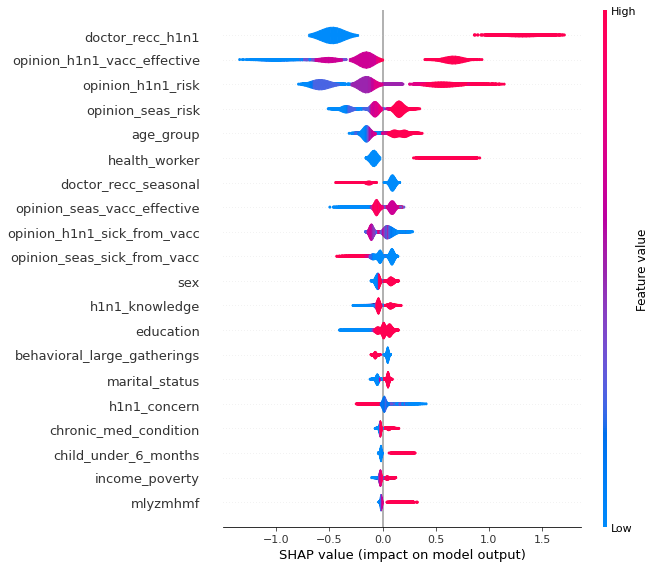 High
doctor_recc_h1n1
opinion_h1n1_vacc_effective
opinion_h1n1_risk
opinion_seas_risk
age_group
health_worker
doctor_recc_seasonal
opinion_seas_vacc_effective
opinion_h1n1_sick_from_vacc
opinion_seas_sick_from_vacc
sex
h1n1_knowledge
education
behavioral_large_gatherings
marital_status
h1n1_concern
chronic_med_condition
child_under_6_months
income_poverty
mlyzmhmf
Feature value
Low
−1.0 −0.5 0.0 0.5 1.0 1.5
SHAP value (impact on model output)